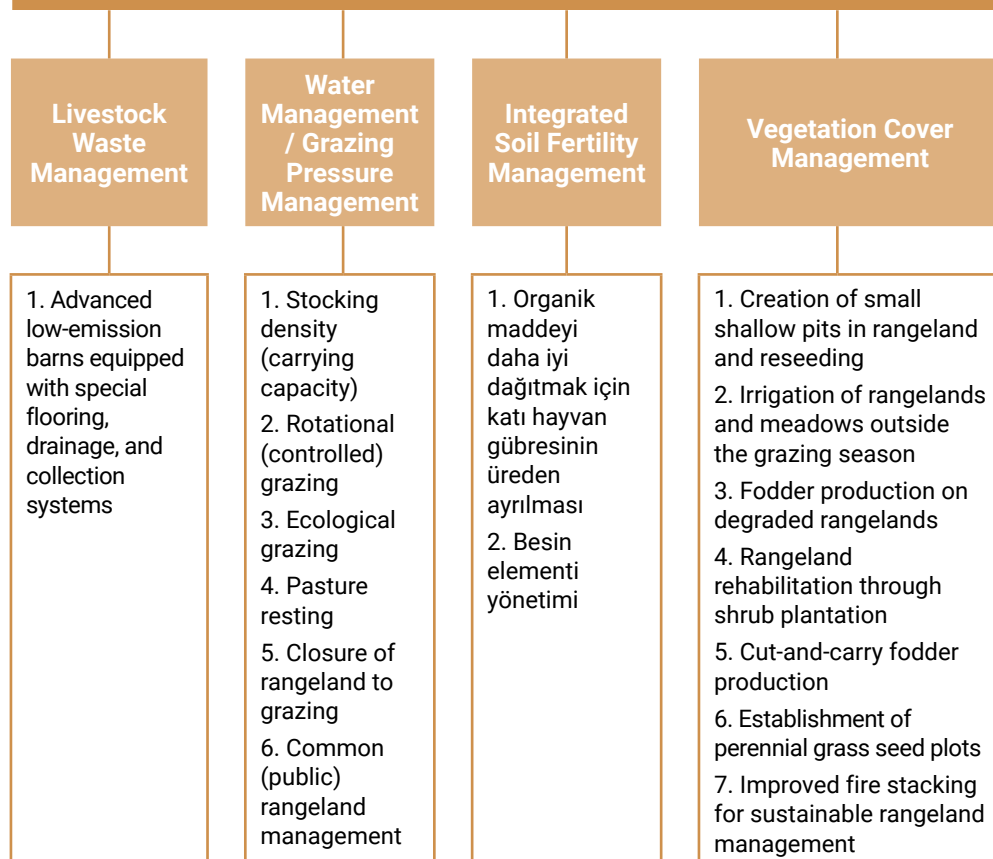 Livestock
Waste
Management
Water
Management
/ Grazing
Pressure
Management
Integrated
Soil Fertility
Management
Vegetation Cover
Management
1. Advanced
low-emission
barns equipped
with special
flooring,
drainage, and
collection
systems
1. Stocking
density
(carrying
capacity)
2. Rotational
(controlled)
grazing
3. Ecological
grazing
4. Pasture
resting
5. Closure of
rangeland to
grazing
6. Common
(public)
rangeland
management
1. Organik
maddeyi
daha iyi
dağıtmak için
katı hayvan
gübresinin
üreden
ayrılması
2. Besin
elementi
yönetimi
1. Creation of small
shallow pits in rangeland
and reseeding
2. Irrigation of rangelands
and meadows outside
the grazing season
3. Fodder production on
degraded rangelands
4. Rangeland
rehabilitation through
shrub plantation
5. Cut-and-carry fodder
production
6. Establishment of
perennial grass seed plots
7. Improved fire stacking
for sustainable rangeland
management